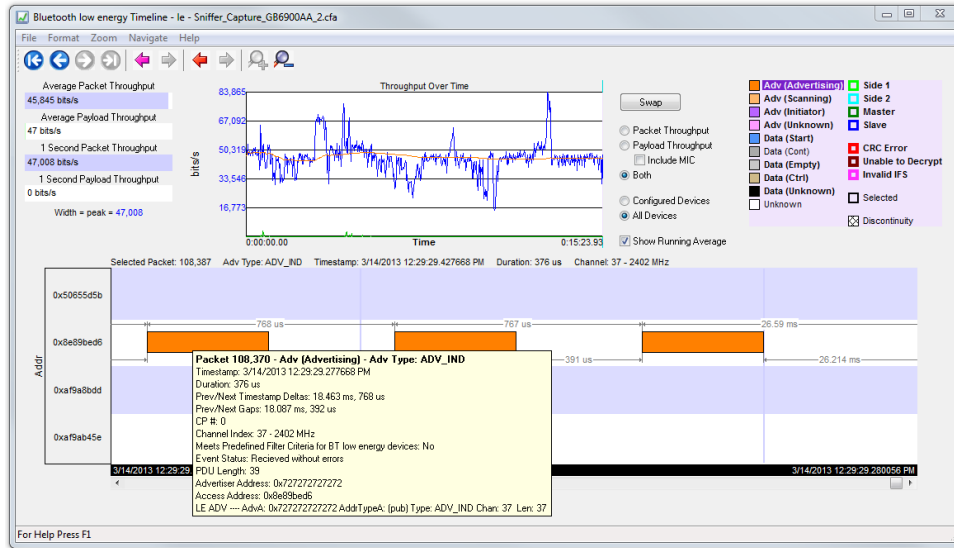 Bluetooth low energy Timeline - le - Sniffer_Capture_GB6900AA_2.cfa
File Format Zoom Navigate Help
Average Packet Throughput
45,845 bits/s
Average Payload Throughput
47 bits/s
1 Second Packet Throughput
47,008 bits/s
1 Second Payload Throughput
0 bits/s
Width = peak = 47,008
Throughput Over Time
83,865
67,092
50,319
33,546
16,773
bits/s
0:00:00.00 Time 0:15:23.93
Swap
Packet Throughput
Payload Throughput
Include MIC
Both
Configured Devices
All Devices
Show Running Average
Adv (Advertising)
Adv (Scanning)
Adv (Initiator)
Adv (Unknown)
Data (Start)
Data (Cont)
Data (Empty)
Data (Ctrl)
Data (Unknown)
Unknown
Side 1
Side 2
Master
Slave
CRC Error
Unable to Decrypt
Invalid IFS
Selected
Discontinuity
Selected Packet: 108,387 Adv Type: ADV_IND Timestamp: 3/14/2013 12:29:29.427668 PM Duration: 376 us Channel: 37 - 2402 MHz
Addr
0x50655d5b
0x8e89bed6
0xaf9a8bdd
0xaf9ab45e
768 us
767 us
26.59 ms
391 us
26.214 ms
Packet 108,370 - Adv (Advertising) - Adv Type: ADV_IND
Timestamp: 3/14/2013 12:29:29.277668 PM
Duration: 376 us
Prev/Next Timestamp Deltas: 18.463 ms, 768 us
Prev/Next Gaps: 18.087 ms, 392 us
CP #: 0
Channel Index: 37 - 2402 MHz
Meets Predefined Filter Criteria for BT low energy devices: No
Event Status: Recieved without errors
PDU Length: 39
Advertiser Address: 0x727272727272
Access Address: 0x8e89bed6
LE ADV ---- AdvA: 0x727272727272 AddrTypeA: (pub) Type: ADV_IND Chan: 37 Len: 37
3/14/2013 12:29:29.
3/14/2013 12:29:29.280056 PM
For Help Press F1